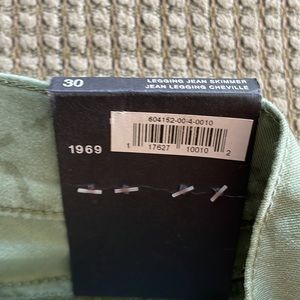 30
LEGGING JEAN SKIMMER
JEAN LEGGING CHEVILLE
604152-00-4-0010
1 17627 10010 2
1969